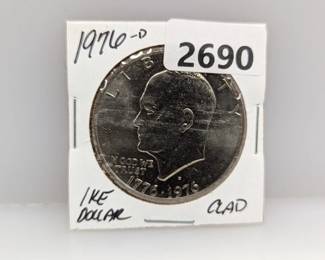 1976-D
2690
LIBERTY
IN GOD WE
TRUST
1776-1976
IKE
DOLLAR
CLAD